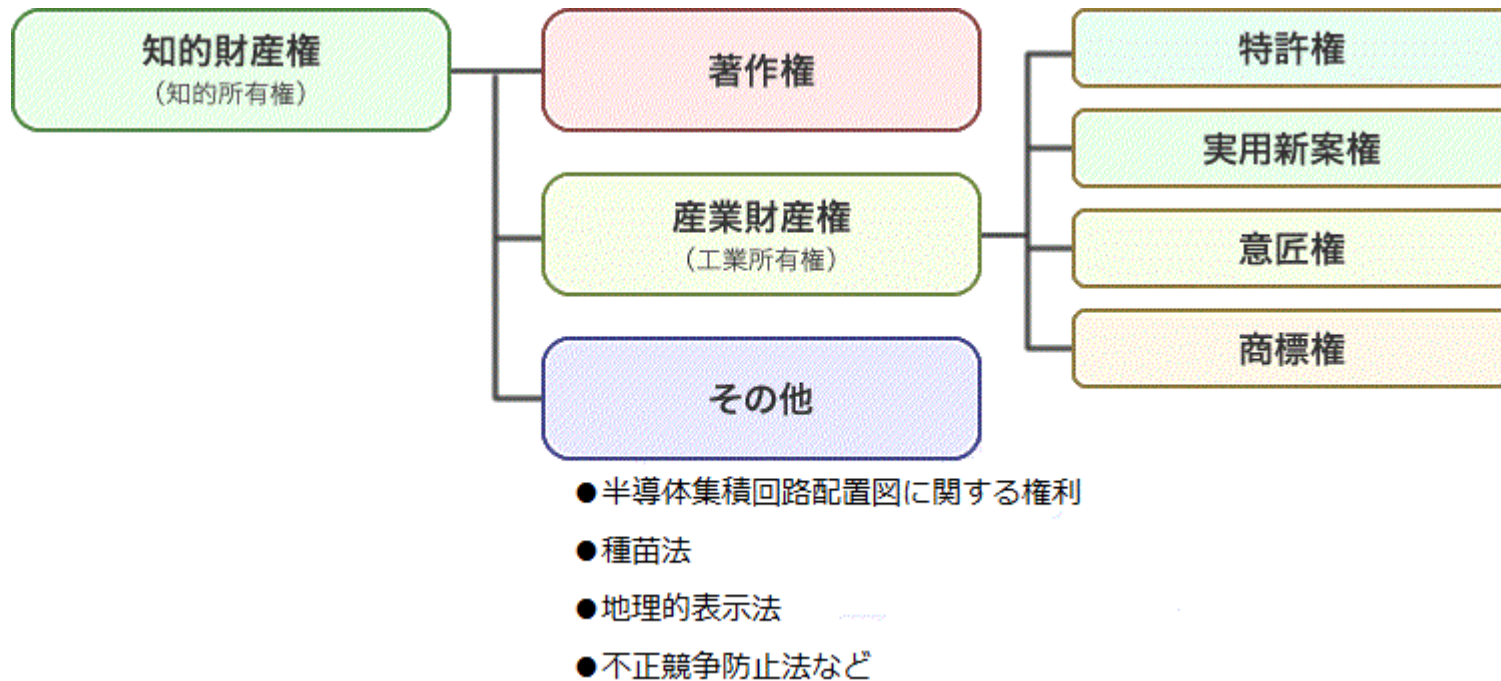 知的財産権
（知的所有権）
著作権
産業財産権
（工業所有権）
その他
●半導体集積回路配置図に関する権利
●種苗法
●地理的表示法
●不正競争防止法など
特許権
実用新案権
意匠権
商標権